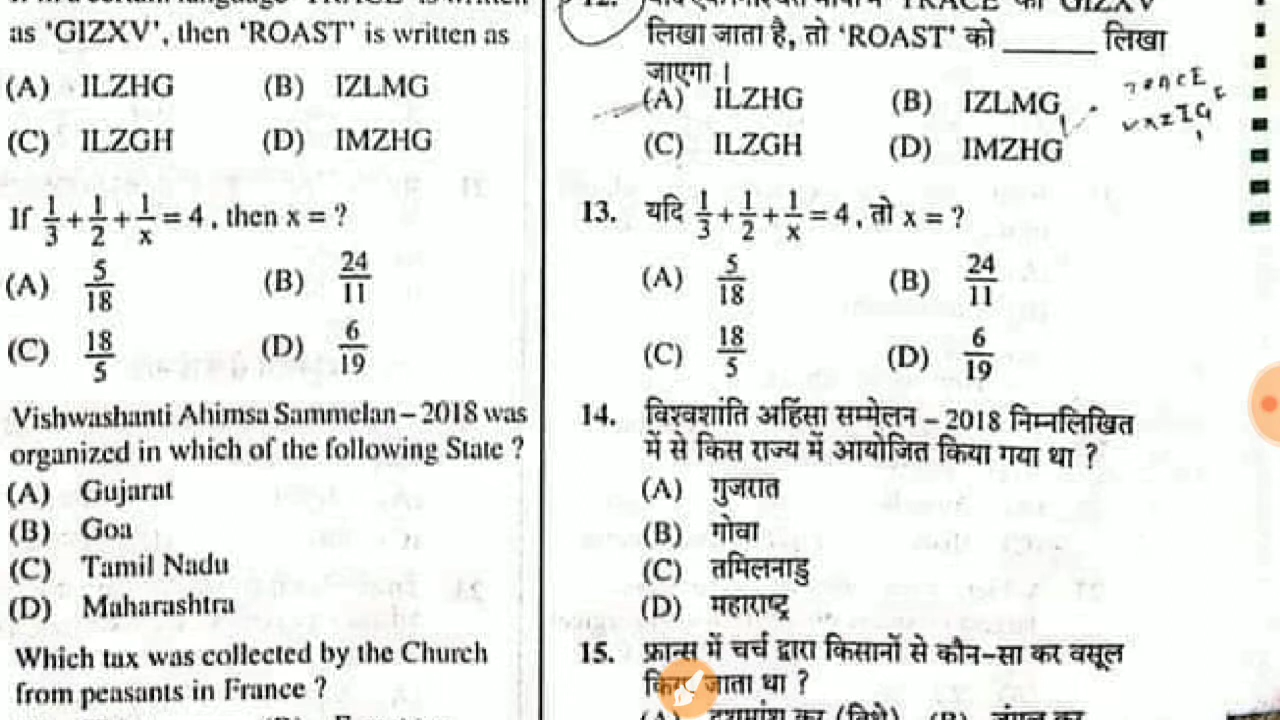 as 'GIZXV', then 'ROAST' is written as
(A) ILZHG (B) IZLMG
(C) ILZGH (D) IMZHG
If 1/3 + 1/2 + 1/x = 4, then x = ?
(A) 5/18 (B) 24/11
(C) 18/5 (D) 6/19
Vishwashanti Ahimsa Sammelan – 2018 was
organized in which of the following State ?
(A) Gujarat
(B) Goa
(C) Tamil Nadu
(D) Maharashtra
Which tax was collected by the Church
from peasants in France ?
लिखा जाता है, तो 'ROAST' को ______ लिखा
जाएगा ।
(A) ILZHG (B) IZLMG
(C) ILZGH (D) IMZHG
13. यदि 1/3 + 1/2 + 1/x = 4, तो x = ?
(A) 5/18 (B) 24/11
(C) 18/5 (D) 6/19
14. विश्वशांति अहिंसा सम्मेलन – 2018 निम्नलिखित
में से किस राज्य में आयोजित किया गया था ?
(A) गुजरात
(B) गोवा
(C) तमिलनाडु
(D) महाराष्ट्र
15. फ्रान्स में चर्च द्वारा किसानों से कौन-सा कर वसूल
जाता था ?